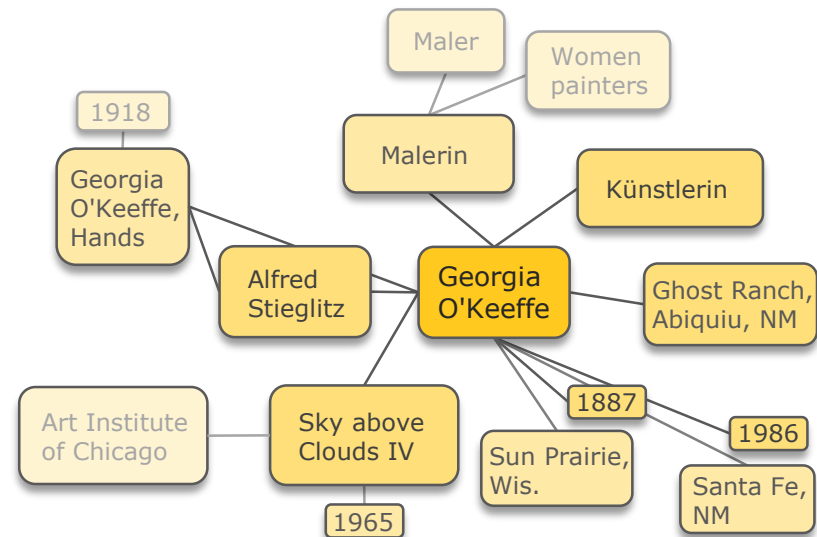 Maler
Women
painters
1918
Malerin
Georgia
O'Keeffe,
Hands
Künstlerin
Alfred
Stieglitz
Georgia
O'Keeffe
Ghost Ranch,
Abiquiu, NM
1887
Art Institute
of Chicago
Sky above
Clouds IV
1986
Sun Prairie,
Wis.
Santa Fe,
NM
1965